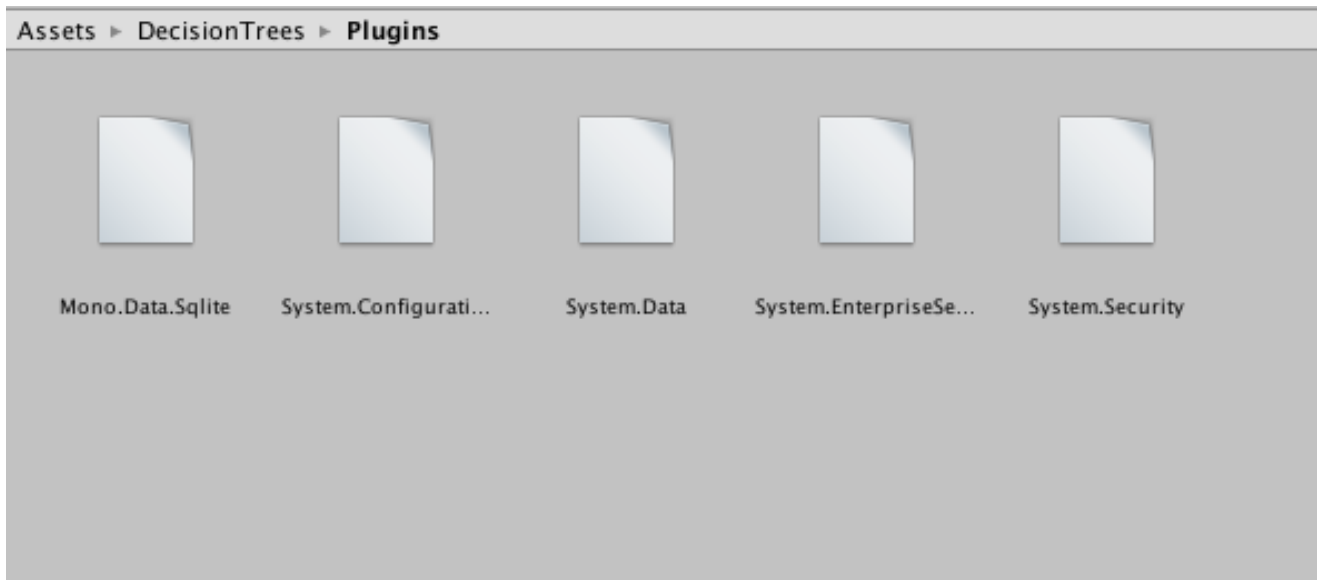 Assets ▸ DecisionTrees ▸ Plugins
Mono.Data.Sqlite System.Configurati... System.Data System.EnterpriseSe... System.Security